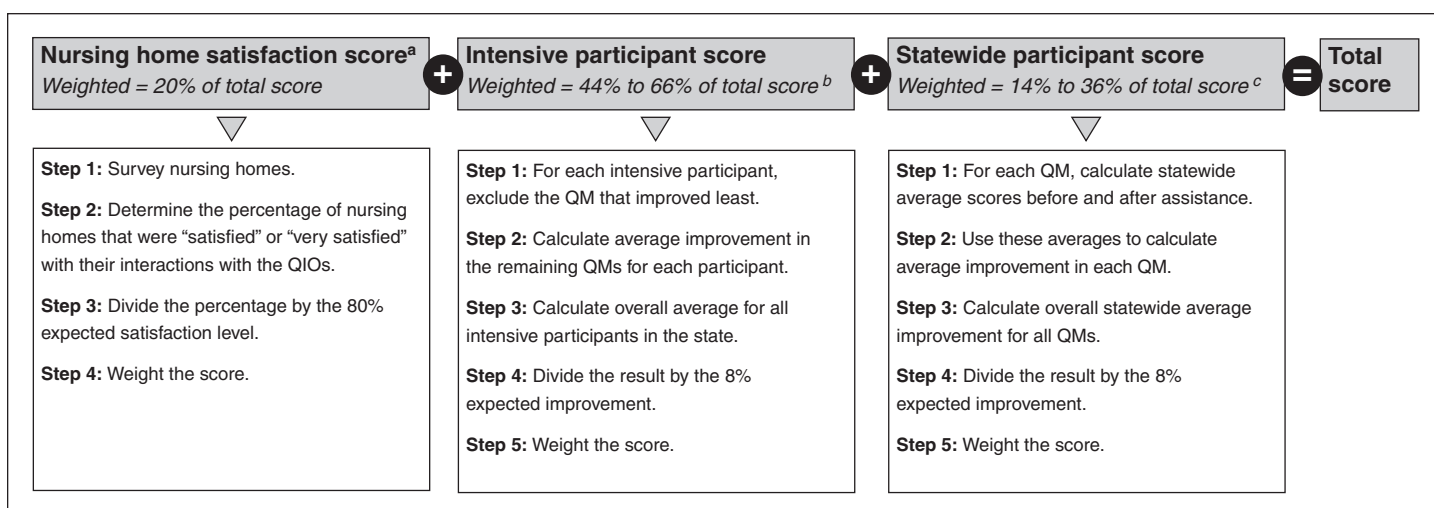 Nursing home satisfaction scoreᵃ
Weighted = 20% of total score
+
Intensive participant score
Weighted = 44% to 66% of total score ᵇ
+
Statewide participant score
Weighted = 14% to 36% of total score ᶜ
=
Total
score
Step 1: Survey nursing homes.
Step 2: Determine the percentage of nursing
homes that were “satisfied” or “very satisfied”
with their interactions with the QIOs.
Step 3: Divide the percentage by the 80%
expected satisfaction level.
Step 4: Weight the score.
Step 1: For each intensive participant,
exclude the QM that improved least.
Step 2: Calculate average improvement in
the remaining QMs for each participant.
Step 3: Calculate overall average for all
intensive participants in the state.
Step 4: Divide the result by the 8%
expected improvement.
Step 5: Weight the score.
Step 1: For each QM, calculate statewide
average scores before and after assistance.
Step 2: Use these averages to calculate
average improvement in each QM.
Step 3: Calculate overall statewide average
improvement for all QMs.
Step 4: Divide the result by the 8%
expected improvement.
Step 5: Weight the score.